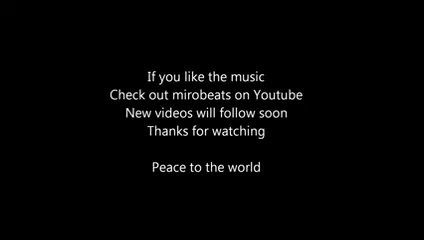 If you like the music
Check out mirobeats on Youtube
New videos will follow soon
Thanks for watching
Peace to the world